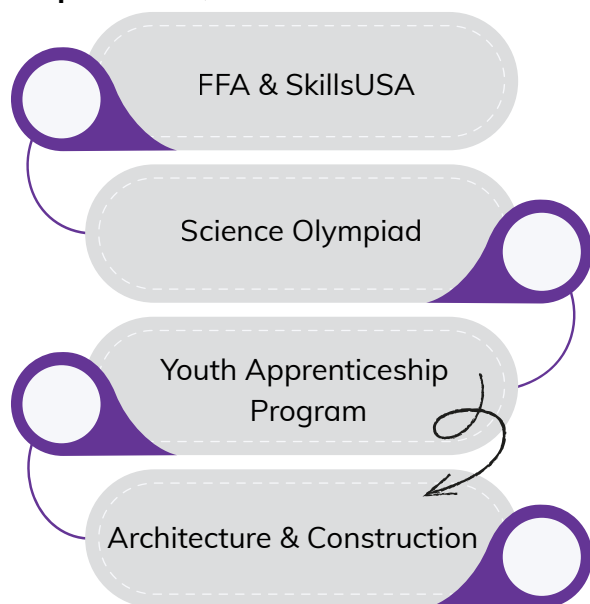 FFA & SkillsUSA
Science Olympiad
Youth Apprenticeship
Program
Architecture & Construction